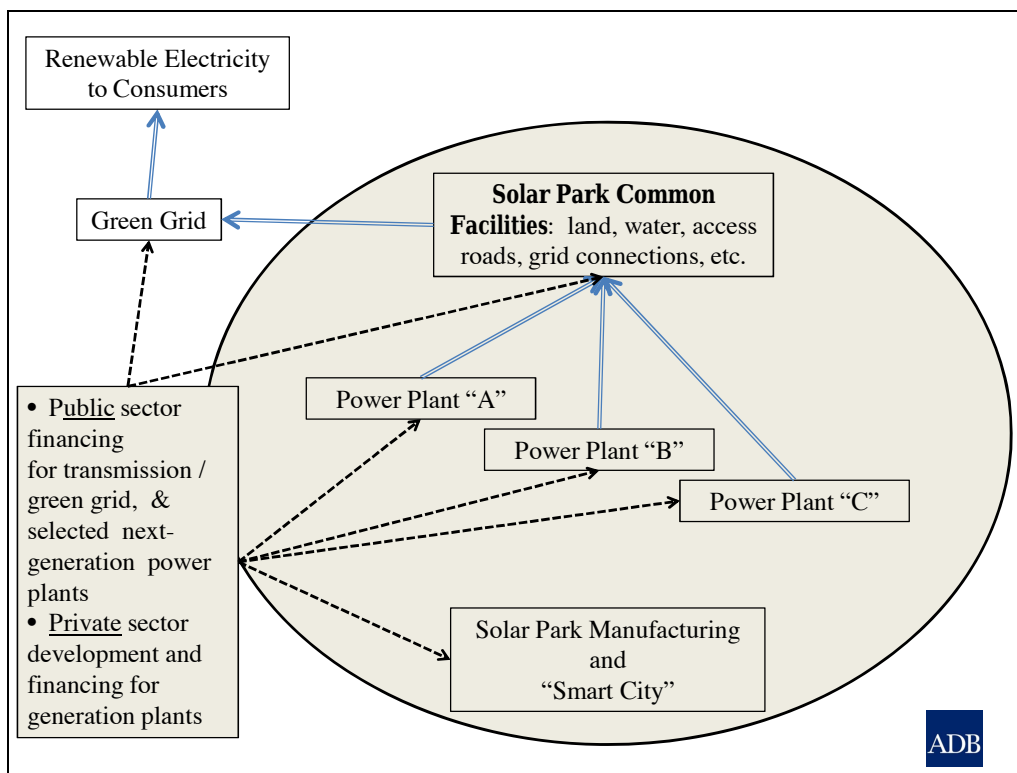 Renewable Electricity
to Consumers
Green Grid
Solar Park Common
Facilities: land, water, access
roads, grid connections, etc.
Power Plant “A”
Power Plant “B”
Power Plant “C”
• Public sector
financing
for transmission /
green grid, &
selected next-
generation power
plants
• Private sector
development and
financing for
generation plants
Solar Park Manufacturing
and
“Smart City”
ADB